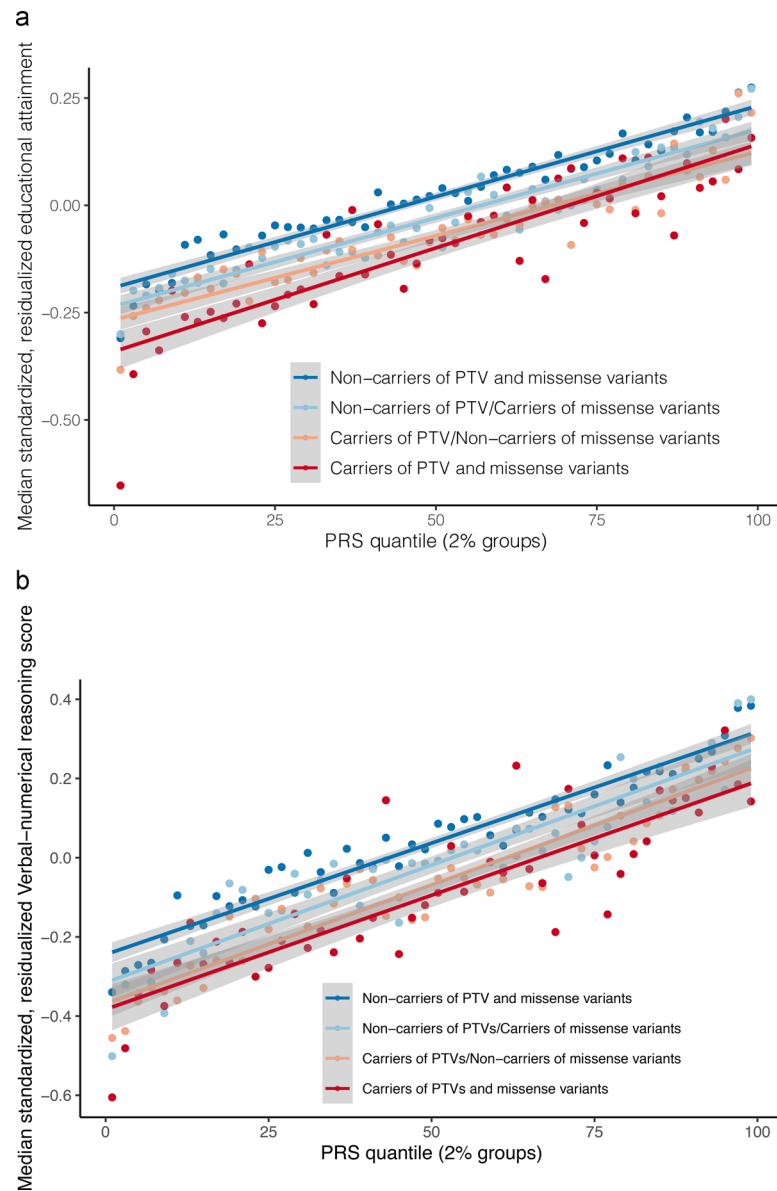 a
Median standardized, residualized educational attainment
0.25
0.00
−0.25
−0.50
Non−carriers of PTV and missense variants
Non−carriers of PTV/Carriers of missense variants
Carriers of PTV/Non−carriers of missense variants
Carriers of PTV and missense variants
0 25 50 75 100
PRS quantile (2% groups)
b
Median standardized, residualized Verbal−numerical reasoning score
0.4
0.2
0.0
−0.2
−0.4
−0.6
Non−carriers of PTV and missense variants
Non−carriers of PTVs/Carriers of missense variants
Carriers of PTVs/Non−carriers of missense variants
Carriers of PTVs and missense variants
0 25 50 75 100
PRS quantile (2% groups)